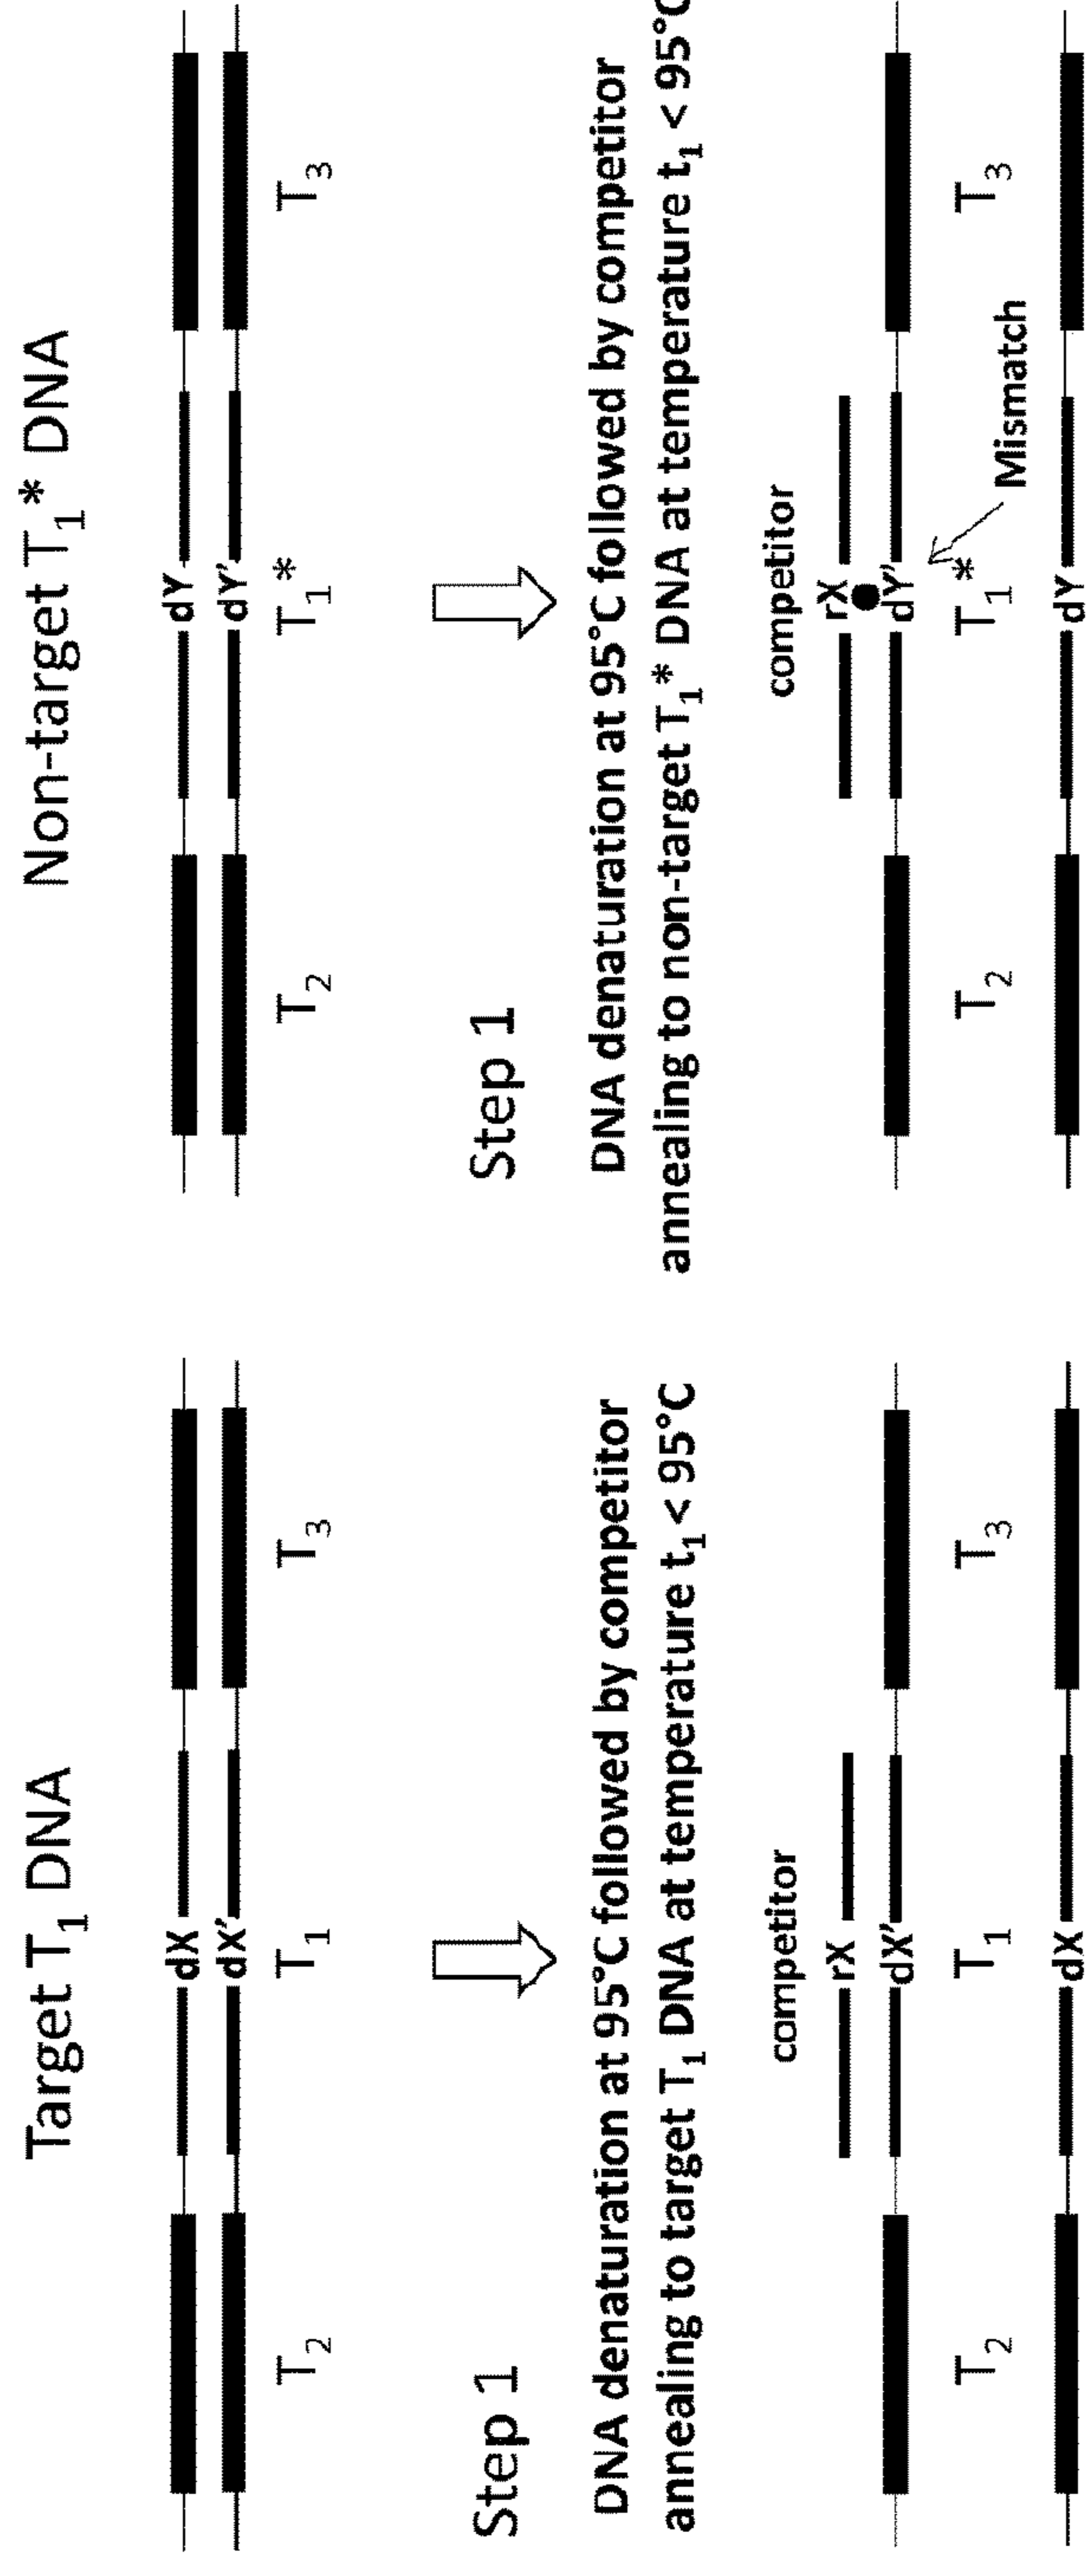 Target T1 DNA
dX
dX'
T2 T1 T3
Step 1
DNA denaturation at 95°C followed by competitor
annealing to target T1 DNA at temperature t1 < 95°C
competitor
rX
dX'
T2 T1 T3
dX
Non-target T1* DNA
dY
dY'
T2 T1* T3
Step 1
DNA denaturation at 95°C followed by competitor
annealing to non-target T1* DNA at temperature t1 < 95°C
competitor
rX
dY'
T2 T1* T3
Mismatch
dY